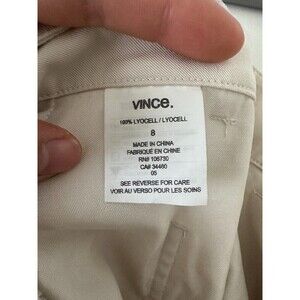 VINCE.
100% LYOCELL / LYOCELL
8
MADE IN CHINA
FABRIQUÉ EN CHINE
RN# 106730
CA# 34460
05
SEE REVERSE FOR CARE
VOIR AU VERSO POUR LES SOINS